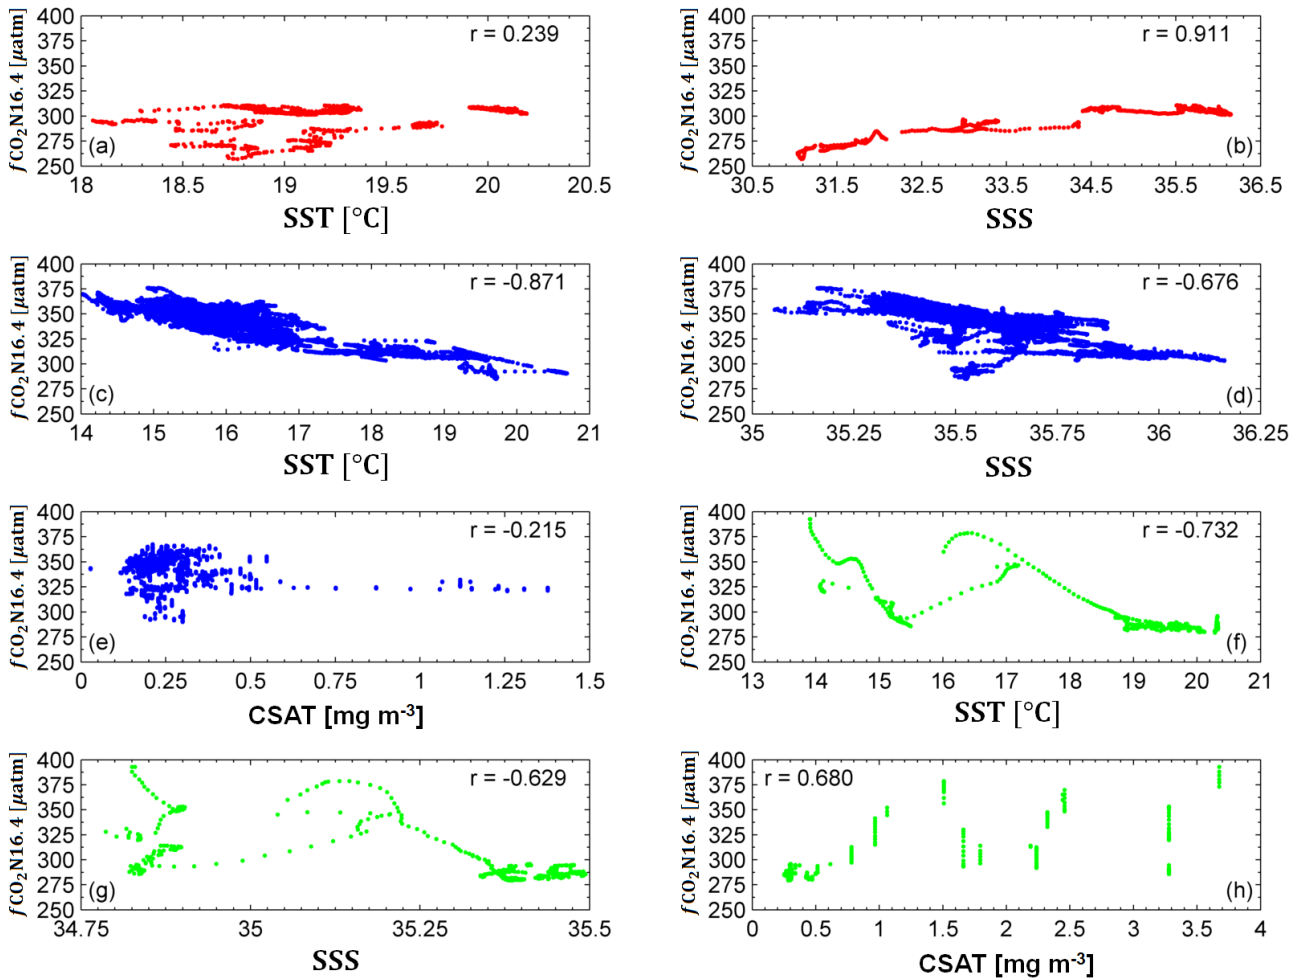 400
375
350
325
300
275
250
fCO₂N16.4 [μatm]
r = 0.239
(a)
18 18.5 19 19.5 20 20.5
SST [°C]
400
375
350
325
300
275
250
fCO₂N16.4 [μatm]
r = 0.911
(b)
30.5 31.5 32.5 33.5 34.5 35.5 36.5
SSS
400
375
350
325
300
275
250
fCO₂N16.4 [μatm]
r = -0.871
(c)
14 15 16 17 18 19 20 21
SST [°C]
400
375
350
325
300
275
250
fCO₂N16.4 [μatm]
r = -0.676
(d)
35 35.25 35.5 35.75 36 36.25
SSS
400
375
350
325
300
275
250
fCO₂N16.4 [μatm]
r = -0.215
(e)
0 0.25 0.5 0.75 1 1.25 1.5
CSAT [mg m⁻³]
400
375
350
325
300
275
250
fCO₂N16.4 [μatm]
r = -0.732
(f)
13 14 15 16 17 18 19 20 21
SST [°C]
400
375
350
325
300
275
250
fCO₂N16.4 [μatm]
r = -0.629
(g)
34.75 35 35.25 35.5
SSS
400
375
350
325
300
275
250
fCO₂N16.4 [μatm]
r = 0.680
(h)
0 0.5 1 1.5 2 2.5 3 3.5 4
CSAT [mg m⁻³]